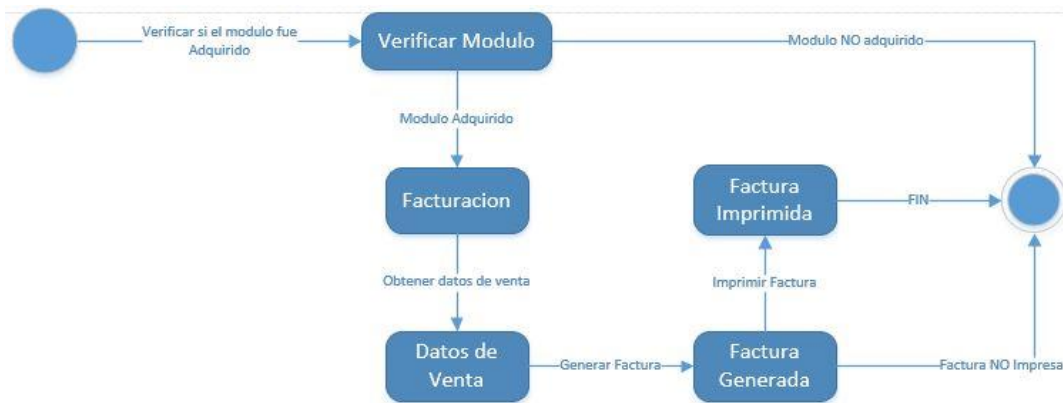 Verificar si el modulo fue
Adquirido
Verificar Modulo
Modulo NO adquirido
Modulo Adquirido
Facturacion
Factura
Imprimida
FIN
Obtener datos de venta
Imprimir Factura
Datos de
Venta
Generar Factura
Factura
Generada
Factura NO Impresa